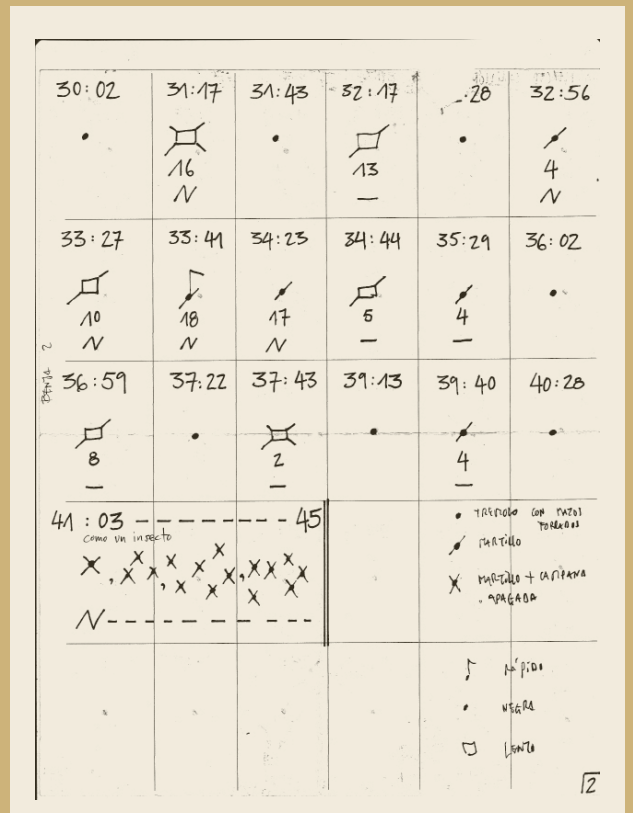 30:02 31:17 31:43 32:17 28 32:56
16 13 4
N — N
33:27 33:41 34:23 34:44 35:29 36:02
10 18 17 5 4
N N N — —
36:59 37:22 37:43 39:13 39:40 40:28
8 2 4
— — —
41:03 — — — — — — — 45
como un insecto
N — — — — — — — — —
TREMOLO CON MAZOS
FORRADOS
MARTILLO
MARTILLO + CAMPANA
APAGADA
RÁPIDO
NEGRA
LENTO
2